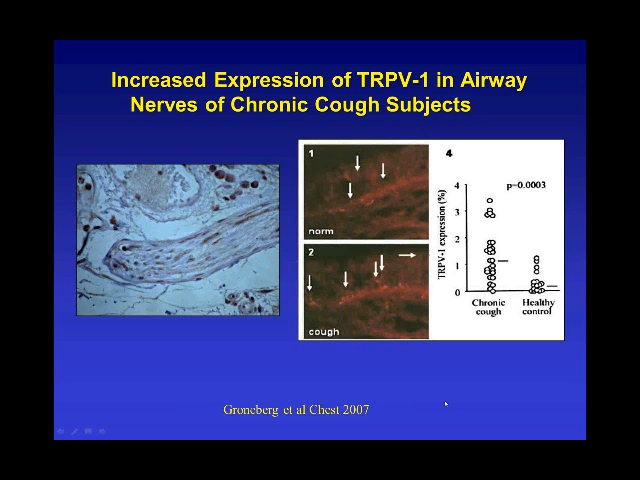 Increased Expression of TRPV-1 in Airway
Nerves of Chronic Cough Subjects
1
norm
2
cough
4
p=0.0003
TRPV-1 expression (%)
4
3
2
1
0
Chronic
cough
Healthy
control
Groneberg et al Chest 2007